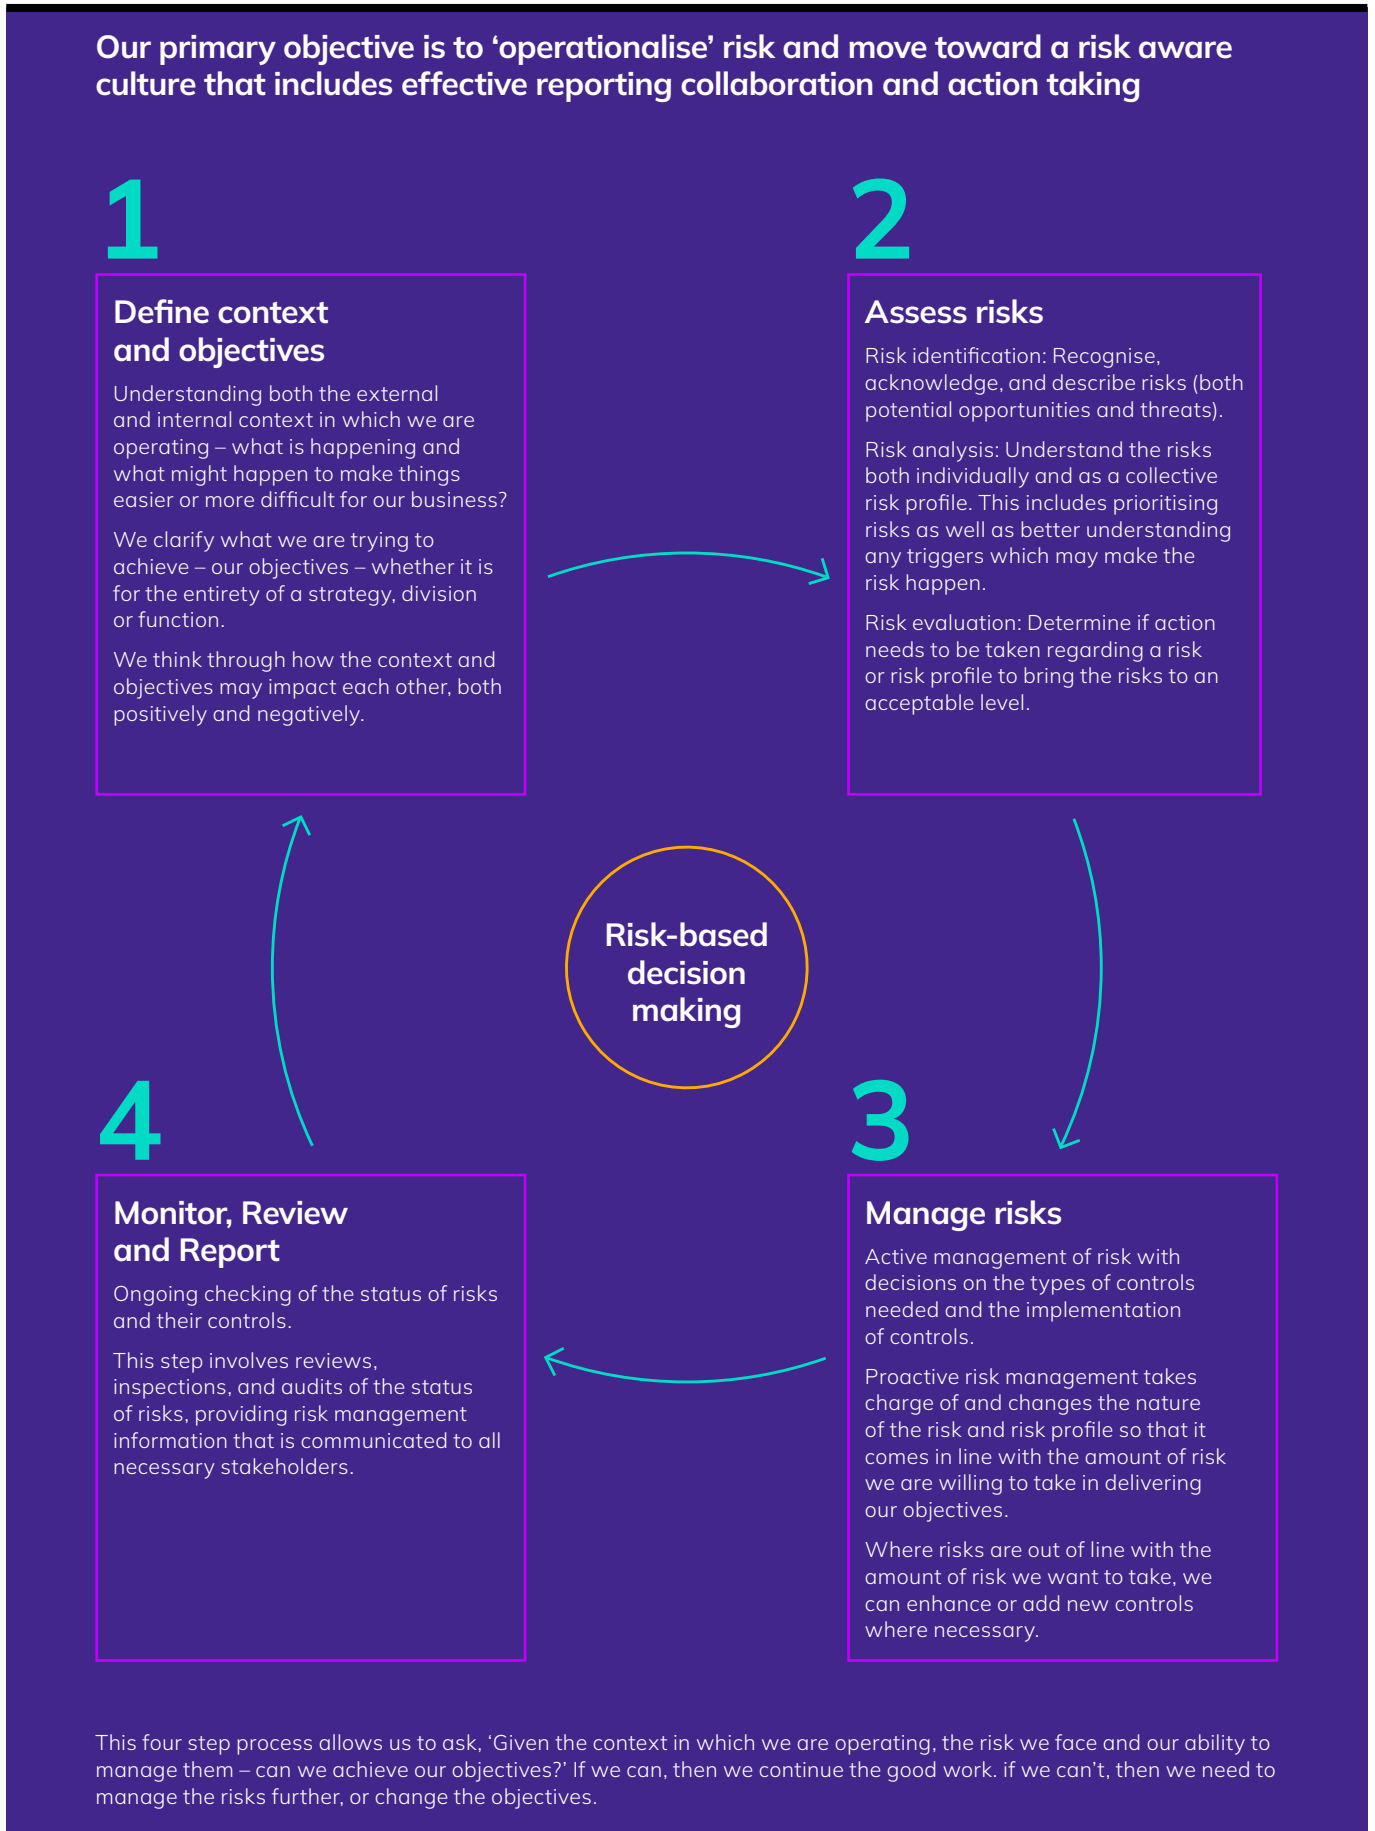 Our primary objective is to ‘operationalise’ risk and move toward a risk aware
culture that includes effective reporting collaboration and action taking
1
Define context
and objectives
Understanding both the external
and internal context in which we are
operating – what is happening and
what might happen to make things
easier or more difficult for our business?
We clarify what we are trying to
achieve – our objectives – whether it is
for the entirety of a strategy, division
or function.
We think through how the context and
objectives may impact each other, both
positively and negatively.
2
Assess risks
Risk identification: Recognise,
acknowledge, and describe risks (both
potential opportunities and threats).
Risk analysis: Understand the risks
both individually and as a collective
risk profile. This includes prioritising
risks as well as better understanding
any triggers which may make the
risk happen.
Risk evaluation: Determine if action
needs to be taken regarding a risk
or risk profile to bring the risks to an
acceptable level.
Risk-based
decision
making
3
Manage risks
Active management of risk with
decisions on the types of controls
needed and the implementation
of controls.
Proactive risk management takes
charge of and changes the nature
of the risk and risk profile so that it
comes in line with the amount of risk
we are willing to take in delivering
our objectives.
Where risks are out of line with the
amount of risk we want to take, we
can enhance or add new controls
where necessary.
4
Monitor, Review
and Report
Ongoing checking of the status of risks
and their controls.
This step involves reviews,
inspections, and audits of the status
of risks, providing risk management
information that is communicated to all
necessary stakeholders.
This four step process allows us to ask, ‘Given the context in which we are operating, the risk we face and our ability to
manage them – can we achieve our objectives?’ If we can, then we continue the good work. if we can’t, then we need to
manage the risks further, or change the objectives.